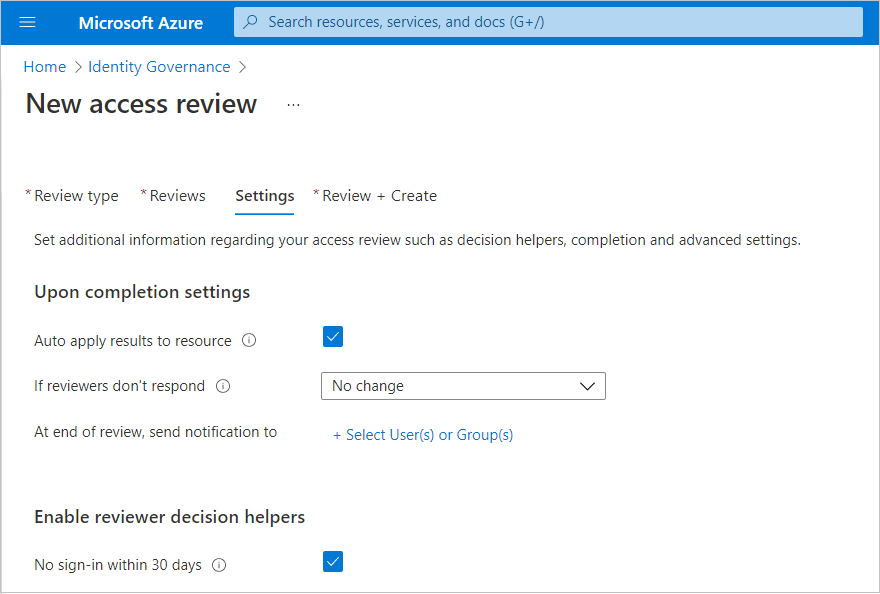 Microsoft Azure
Search resources, services, and docs (G+/)
Home > Identity Governance >
New access review ...
* Review type * Reviews Settings * Review + Create
Set additional information regarding your access review such as decision helpers, completion and advanced settings.
Upon completion settings
Auto apply results to resource
If reviewers don't respond No change
At end of review, send notification to + Select User(s) or Group(s)
Enable reviewer decision helpers
No sign-in within 30 days